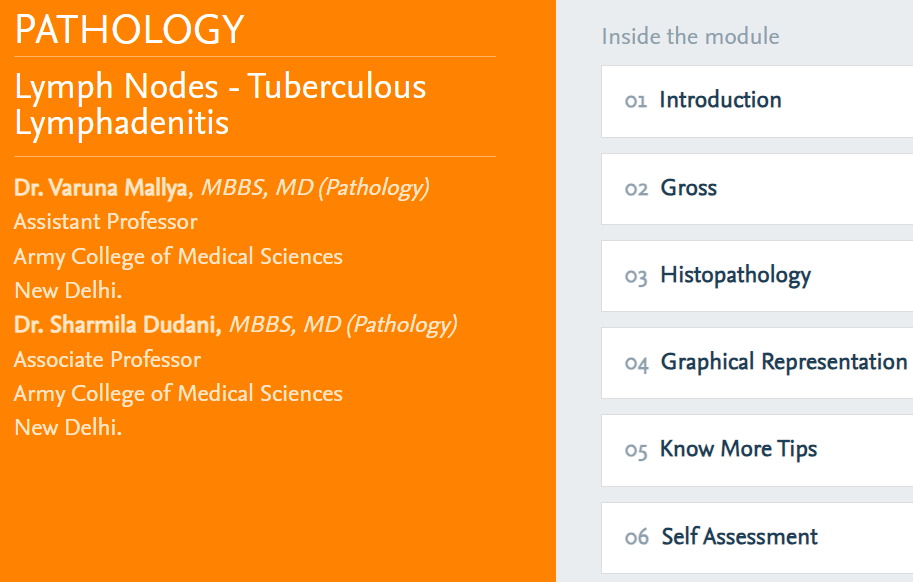 PATHOLOGY
Lymph Nodes - Tuberculous
Lymphadenitis
Dr. Varuna Mallya, MBBS, MD (Pathology)
Assistant Professor
Army College of Medical Sciences
New Delhi.
Dr. Sharmila Dudani, MBBS, MD (Pathology)
Associate Professor
Army College of Medical Sciences
New Delhi.
Inside the module
01 Introduction
02 Gross
03 Histopathology
04 Graphical Representation
05 Know More Tips
06 Self Assessment